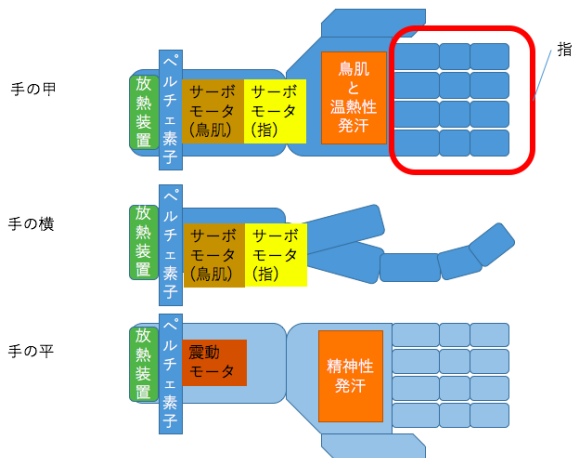 手の甲
放熱装置
ペルチェ素子
サーボ
モータ
(鳥肌)
サーボ
モータ
(指)
鳥肌
と
温熱性
発汗
指
手の横
放熱装置
ペルチェ素子
サーボ
モータ
(鳥肌)
サーボ
モータ
(指)
手の平
放熱装置
ペルチェ素子
震動
モータ
精神性
発汗